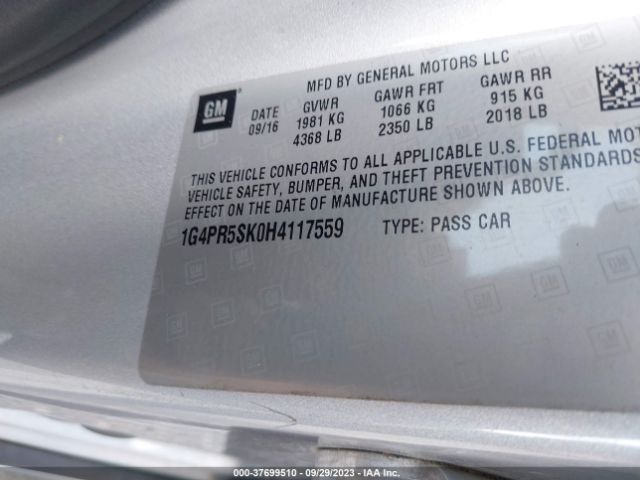 MFD BY GENERAL MOTORS LLC
GM
DATE GVWR GAWR FRT GAWR RR
09/16 1981 KG 1066 KG 915 KG
4368 LB 2350 LB 2018 LB
THIS VEHICLE CONFORMS TO ALL APPLICABLE U.S. FEDERAL MOT
VEHICLE SAFETY, BUMPER, AND THEFT PREVENTION STANDARDS
EFFECT ON THE DATE OF MANUFACTURE SHOWN ABOVE.
1G4PR5SK0H4117559 TYPE: PASS CAR
000-37699510 - 09/29/2023 - IAA Inc.